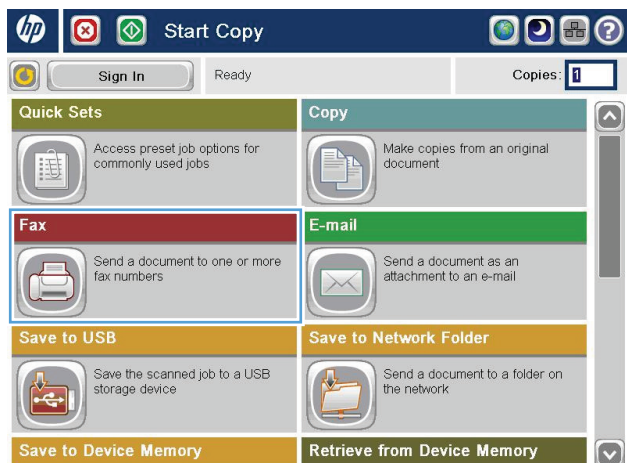 hp
Start Copy
?
Sign In
Ready
Copies: 1
Quick Sets
Access preset job options for
commonly used jobs
Copy
Make copies from an original
document
Fax
Send a document to one or more
fax numbers
E-mail
Send a document as an
attachment to an e-mail
Save to USB
Save the scanned job to a USB
storage device
Save to Network Folder
Send a document to a folder on
the network
Save to Device Memory
Retrieve from Device Memory